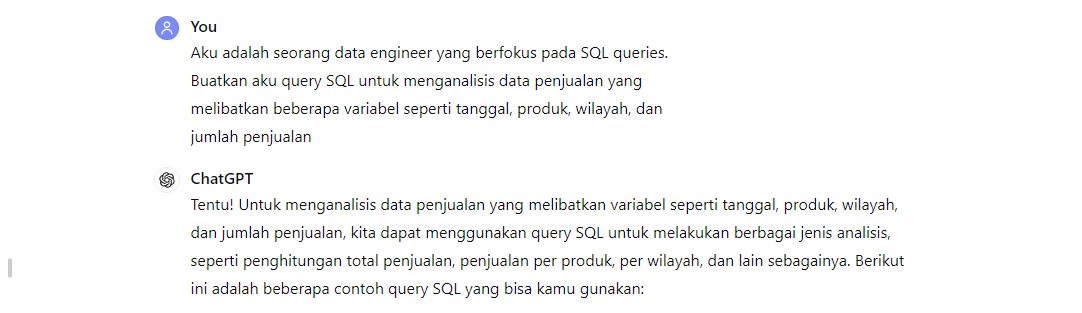 You
Aku adalah seorang data engineer yang berfokus pada SQL queries.
Buatkan aku query SQL untuk menganalisis data penjualan yang
melibatkan beberapa variabel seperti tanggal, produk, wilayah, dan
jumlah penjualan
ChatGPT
Tentu! Untuk menganalisis data penjualan yang melibatkan variabel seperti tanggal, produk, wilayah,
dan jumlah penjualan, kita dapat menggunakan query SQL untuk melakukan berbagai jenis analisis,
seperti penghitungan total penjualan, penjualan per produk, per wilayah, dan lain sebagainya. Berikut
ini adalah beberapa contoh query SQL yang bisa kamu gunakan: